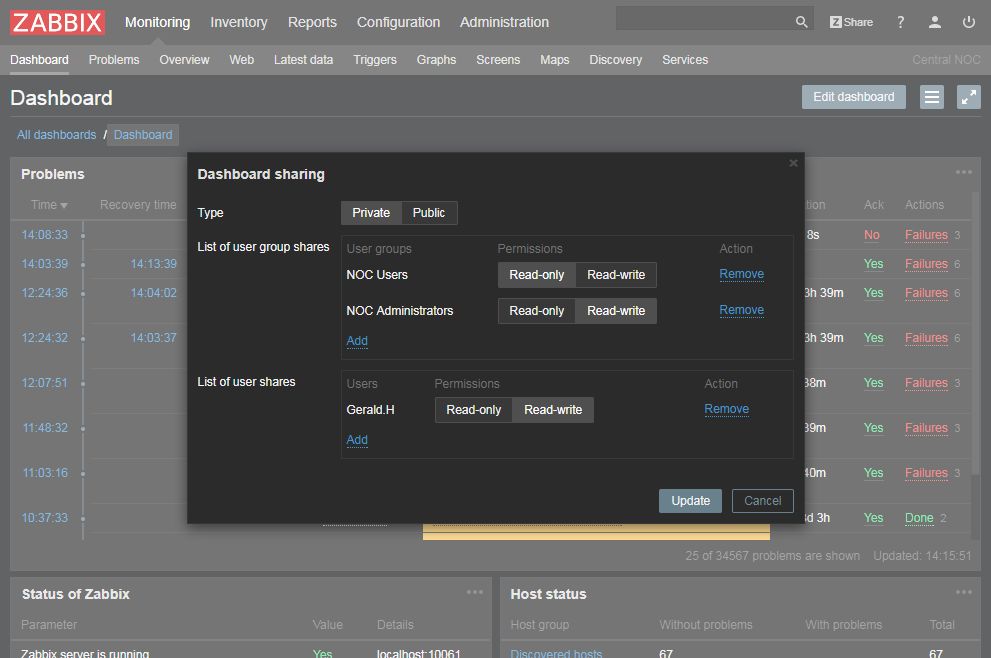 ZABBIX Monitoring Inventory Reports Configuration Administration Z Share ?
Dashboard Problems Overview Web Latest data Triggers Graphs Screens Maps Discovery Services Central NOC
Dashboard Edit dashboard
All dashboards / Dashboard
Problems
Dashboard sharing
Time Recovery time Ack Actions
Type Private Public
14:08:33 8s No Failures 3
List of user group shares User groups Permissions Action
14:03:39 14:13:39 Yes Failures 6
NOC Users Read-only Read-write Remove
12:24:36 14:04:02 3h 39m Yes Failures 6
NOC Administrators Read-only Read-write Remove
12:24:32 14:03:37 3h 39m Yes Failures 6
Add
List of user shares Users Permissions Action
12:07:51 38m Yes Failures 3
Gerald.H Read-only Read-write Remove
11:48:32 39m Yes Failures 3
Add
11:03:16 40m Yes Failures 3
Update Cancel
10:37:33 3h Yes Done 2
25 of 34567 problems are shown Updated: 14:15:51
Status of Zabbix Host status
Parameter Value Details Host group Without problems With problems Total
Zabbix server is running Yes localhost:10061 Discovered hosts 67 67